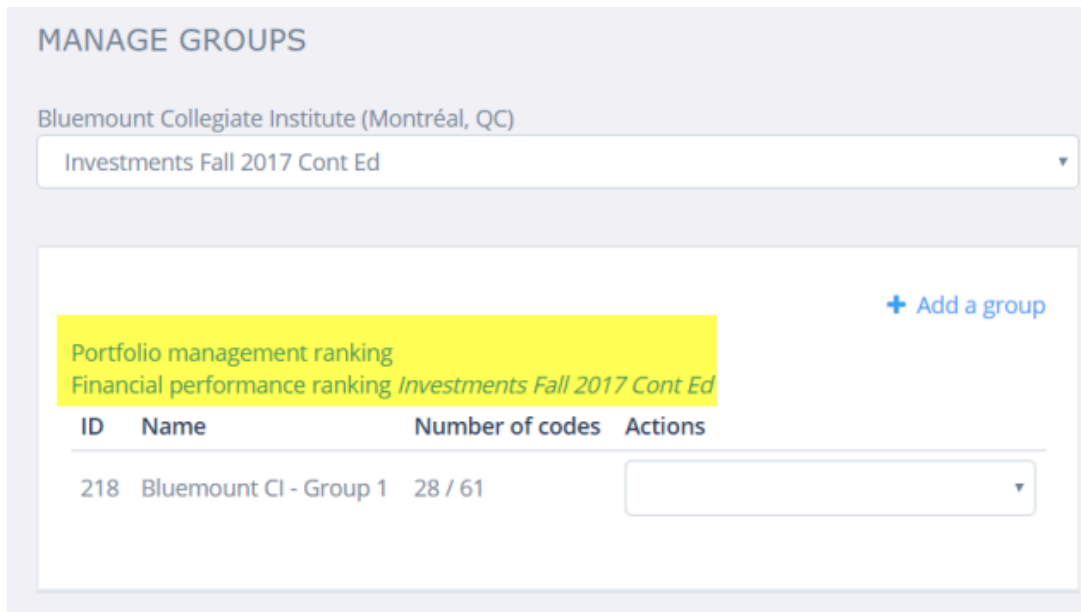 MANAGE GROUPS
Bluemount Collegiate Institute (Montréal, QC)
Investments Fall 2017 Cont Ed
+ Add a group
Portfolio management ranking
Financial performance ranking Investments Fall 2017 Cont Ed
ID Name Number of codes Actions
218 Bluemount CI - Group 1 28 / 61